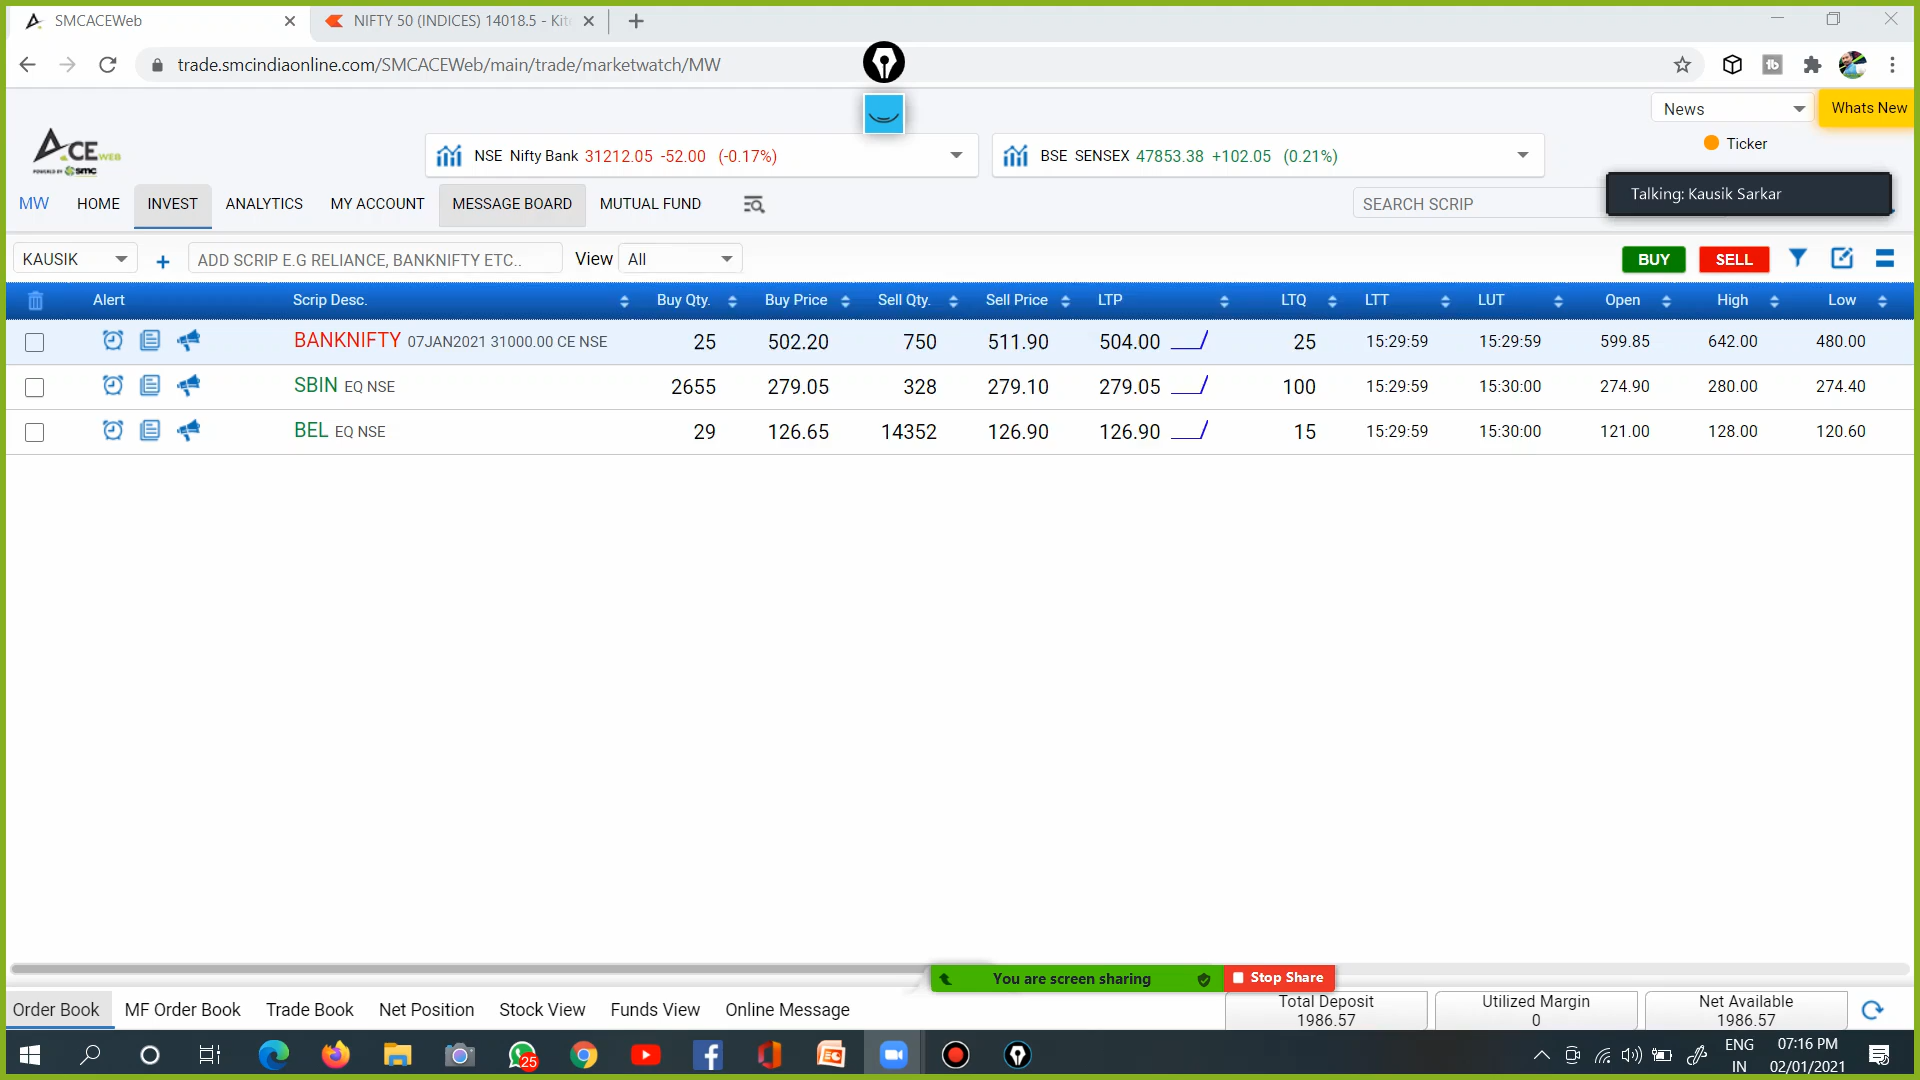 SMCACEWeb
NIFTY 50 (INDICES) 14018.5 - Kit
trade.smcindiaonline.com/SMCACEWeb/main/trade/marketwatch/MW
News
Whats New
Ticker
ACE WEB
POWERED BY smc
NSE Nifty Bank 31212.05 -52.00 (-0.17%)
BSE SENSEX 47853.38 +102.05 (0.21%)
Talking: Kausik Sarkar
MW HOME INVEST ANALYTICS MY ACCOUNT MESSAGE BOARD MUTUAL FUND
SEARCH SCRIP
KAUSIK + ADD SCRIP E.G RELIANCE, BANKNIFTY ETC.. View All BUY SELL
Alert Scrip Desc. Buy Qty. Buy Price Sell Qty. Sell Price LTP LTQ LTT LUT Open High Low
BANKNIFTY 07JAN2021 31000.00 CE NSE 25 502.20 750 511.90 504.00 25 15:29:59 15:29:59 599.85 642.00 480.00
SBIN EQ NSE 2655 279.05 328 279.10 279.05 100 15:29:59 15:30:00 274.90 280.00 274.40
BEL EQ NSE 29 126.65 14352 126.90 126.90 15 15:29:59 15:30:00 121.00 128.00 120.60
You are screen sharing Stop Share
Order Book MF Order Book Trade Book Net Position Stock View Funds View Online Message
Total Deposit
1986.57
Utilized Margin
0
Net Available
1986.57
25
ENG
IN
07:16 PM
02/01/2021